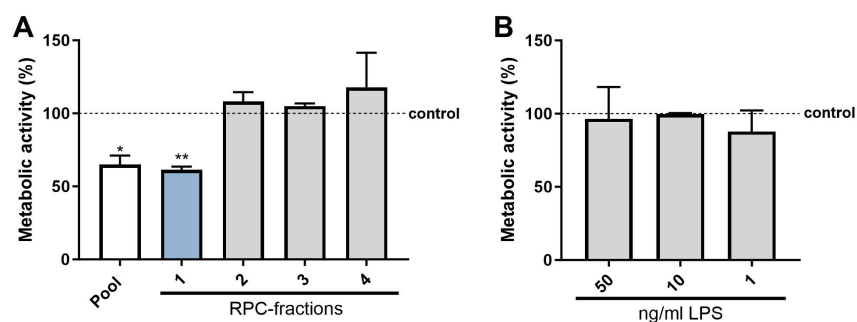 A
Metabolic activity (%)
150
100
50
0
control
*
**
Pool
1
2
3
4
RPC-fractions
B
Metabolic activity (%)
150
100
50
0
control
50
10
1
ng/ml LPS